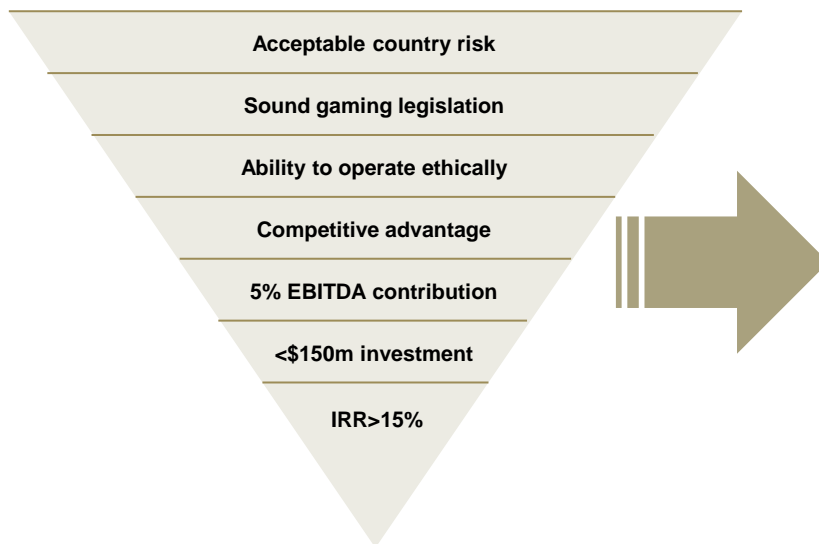 Acceptable country risk
Sound gaming legislation
Ability to operate ethically
Competitive advantage
5% EBITDA contribution
<$150m investment
IRR>15%